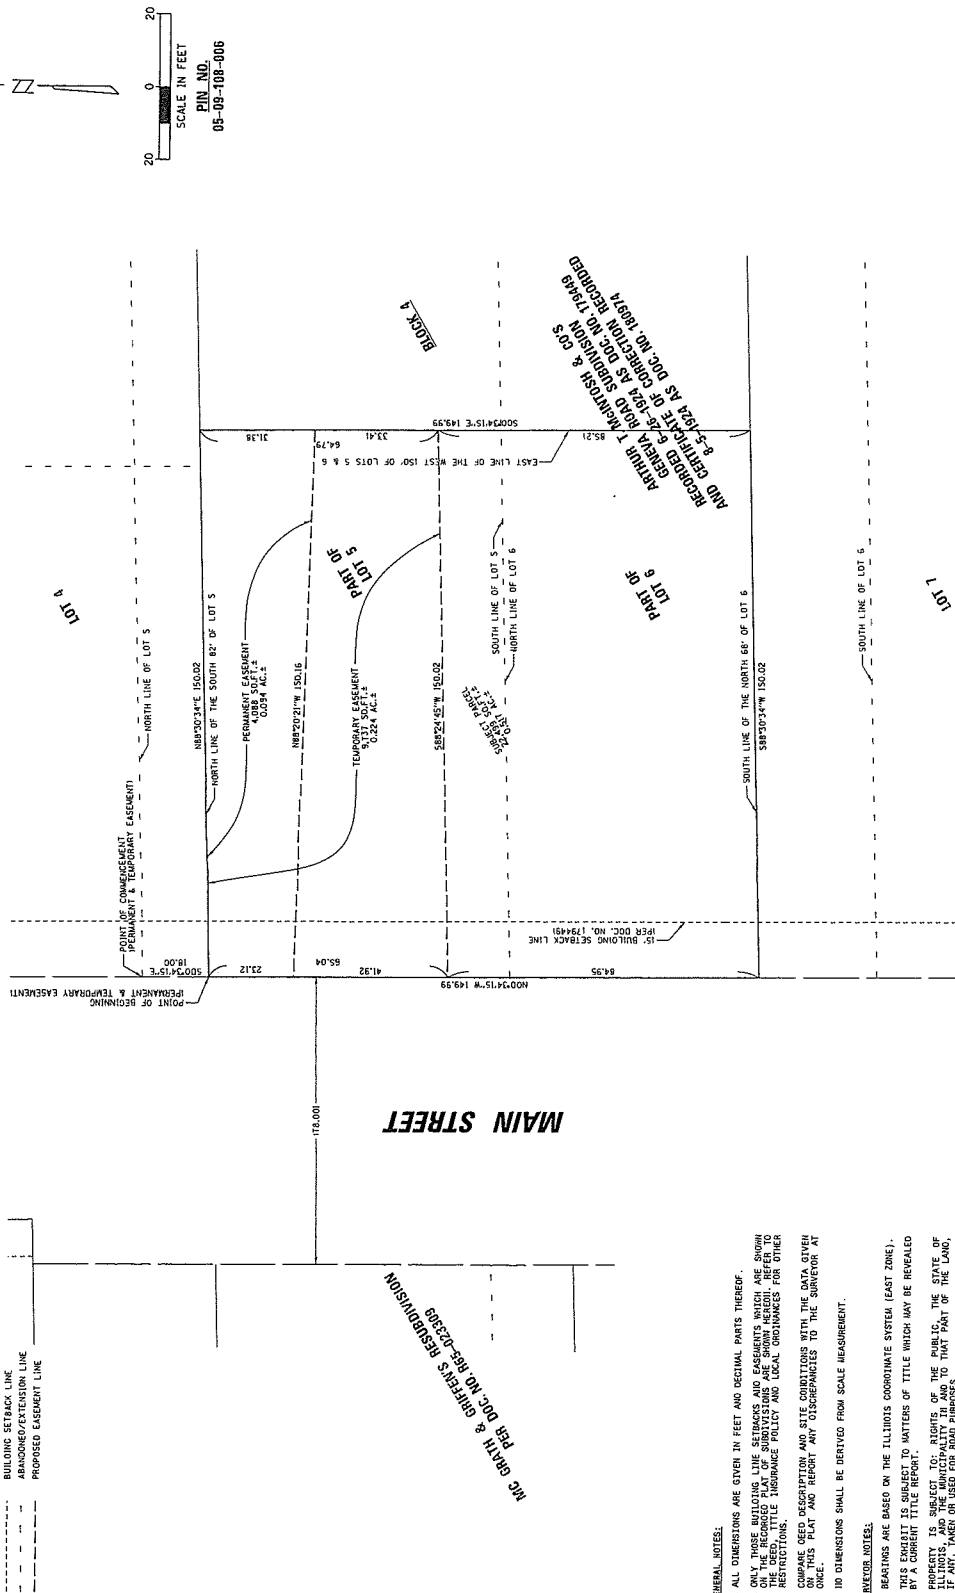 BUILDING SETBACK LINE
ABANDONED/EXTENSION LINE
PROPOSED EASEMENT LINE
20 0 20
SCALE IN FEET
PIN NO.
05-09-108-006
LOT 4
POINT OF COMMENCEMENT
(PERMANENT & TEMPORARY EASEMENT)
NORTH LINE OF LOT 5
S00°34'15"E
18.00
POINT OF BEGINNING
(PERMANENT & TEMPORARY EASEMENT)
N88°30'34"E 150.02
NORTH LINE OF THE SOUTH 82' OF LOT 5
PERMANENT EASEMENT
4,088 SQ.FT.±
0.094 AC.±
N88°20'21"W 150.16
TEMPORARY EASEMENT
9,737 SQ.FT.±
0.224 AC.±
S88°24'45"W 150.02
PART OF
LOT 5
BLOCK 4
31.38
33.41
64.79
S00°34'15"E 149.99
85.21
EAST LINE OF THE WEST 150' OF LOTS 5 & 6
23.12
65.04
41.92
N00°34'15"W 149.99
84.95
15' BUILDING SETBACK LINE
(PER DOC. NO. 179449)
SUBJECT PARCEL
22,499 SQ.FT.±
0.517 AC.±
SOUTH LINE OF LOT 5
NORTH LINE OF LOT 6
PART OF
LOT 6
ARTHUR T. McINTOSH & CO'S
GENEVA ROAD SUBDIVISION
RECORDED 6-26-1924 AS DOC. NO. 179449
AND CERTIFICATE OF CORRECTION RECORDED
8-5-1924 AS DOC. NO. 180974
SOUTH LINE OF THE NORTH 68' OF LOT 6
S88°30'34"W 150.02
SOUTH LINE OF LOT 6
LOT 7
(78.00)
MAIN STREET
MC GRATH & GRIFFEN'S RESUBDIVISION
PER DOC. NO. R65-023309
NERAL NOTES:
ALL DIMENSIONS ARE GIVEN IN FEET AND DECIMAL PARTS THEREOF.
ONLY THOSE BUILDING LINE SETBACKS AND EASEMENTS WHICH ARE SHOWN
ON THE RECORDED PLAT OF SUBDIVISIONS ARE SHOWN HEREON. REFER TO
THE DEED, TITLE INSURANCE POLICY AND LOCAL ORDINANCES FOR OTHER
RESTRICTIONS.
COMPARE DEED DESCRIPTION AND SITE CONDITIONS WITH THE DATA GIVEN
ON THIS PLAT AND REPORT ANY DISCREPANCIES TO THE SURVEYOR AT
ONCE.
NO DIMENSIONS SHALL BE DERIVED FROM SCALE MEASUREMENT.
RVEYOR NOTES:
BEARINGS ARE BASED ON THE ILLINOIS COORDINATE SYSTEM (EAST ZONE).
THIS EXHIBIT IS SUBJECT TO MATTERS OF TITLE WHICH MAY BE REVEALED
BY A CURRENT TITLE REPORT.
PROPERTY IS SUBJECT TO: RIGHTS OF THE PUBLIC, THE STATE OF
ILLINOIS, AND THE MUNICIPALITY IN AND TO THAT PART OF THE LAND,
IF ANY, TAKEN OR USED FOR ROAD PURPOSES.